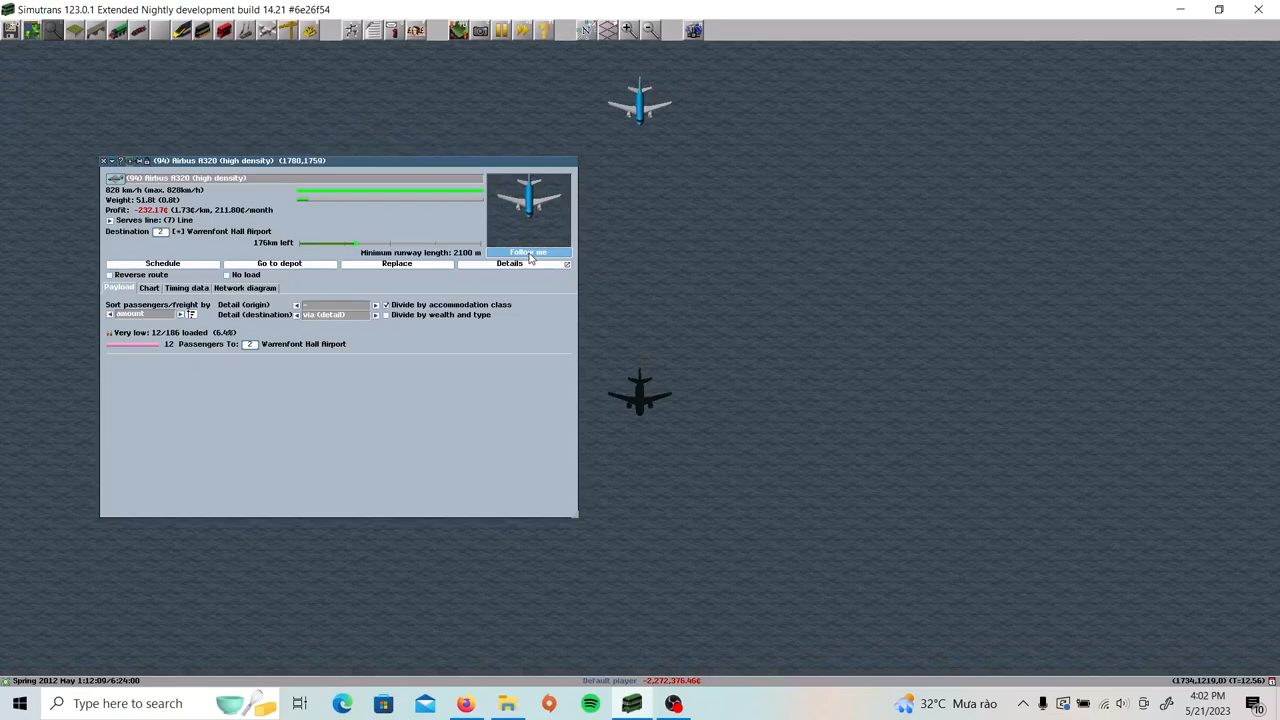 Simutrans 123.0.1 Extended Nightly development build 14.21 #6e26f54
(94) Airbus A320 (high density) (1780,1759)
(94) Airbus A320 (high density)
828 km/h (max. 828km/h)
Weight: 51.8t (0.8t)
Profit: -232.17¢ (1.73¢/km, 211.80¢/month
Serves line: (7) Line
Destination 2 [+] Warrenfont Hall Airport
176km left
Minimum runway length: 2100 m
Follow me
Schedule Go to depot Replace Details
Reverse route No load
Payload Chart Timing data Network diagram
Sort passengers/freight by Detail (origin) - Divide by accommodation class
amount Detail (destination) via (detail) Divide by wealth and type
Very low: 12/186 loaded (6.4%)
12 Passengers To: 2 Warrenfont Hall Airport
Spring 2012 May 1:12:09/6:24:00 Default player -2,272,376.46¢ (1734,1219,0) (T=12.56)
Type here to search
32°C Mưa rào
4:02 PM
5/21/2023
10